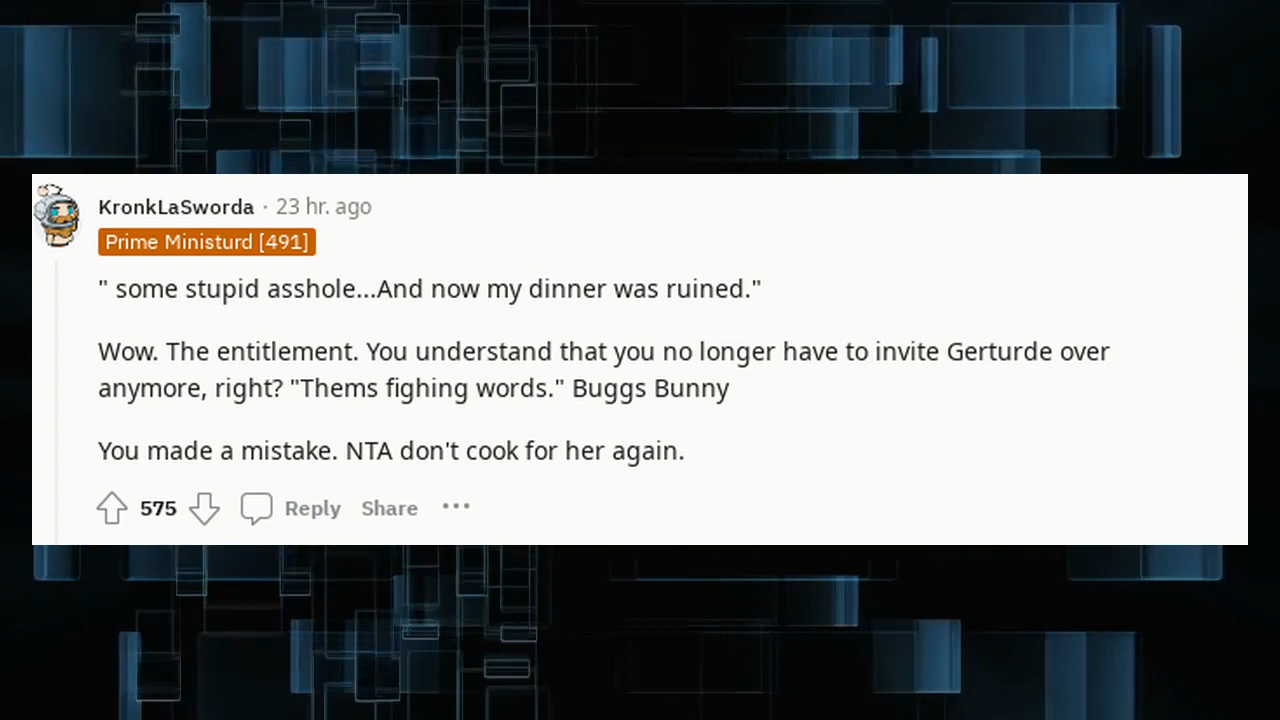 KronkLaSworda · 23 hr. ago
Prime Ministurd [491]
" some stupid asshole...And now my dinner was ruined."
Wow. The entitlement. You understand that you no longer have to invite Gerturde over
anymore, right? "Thems fighing words." Buggs Bunny
You made a mistake. NTA don't cook for her again.
575 Reply Share ···